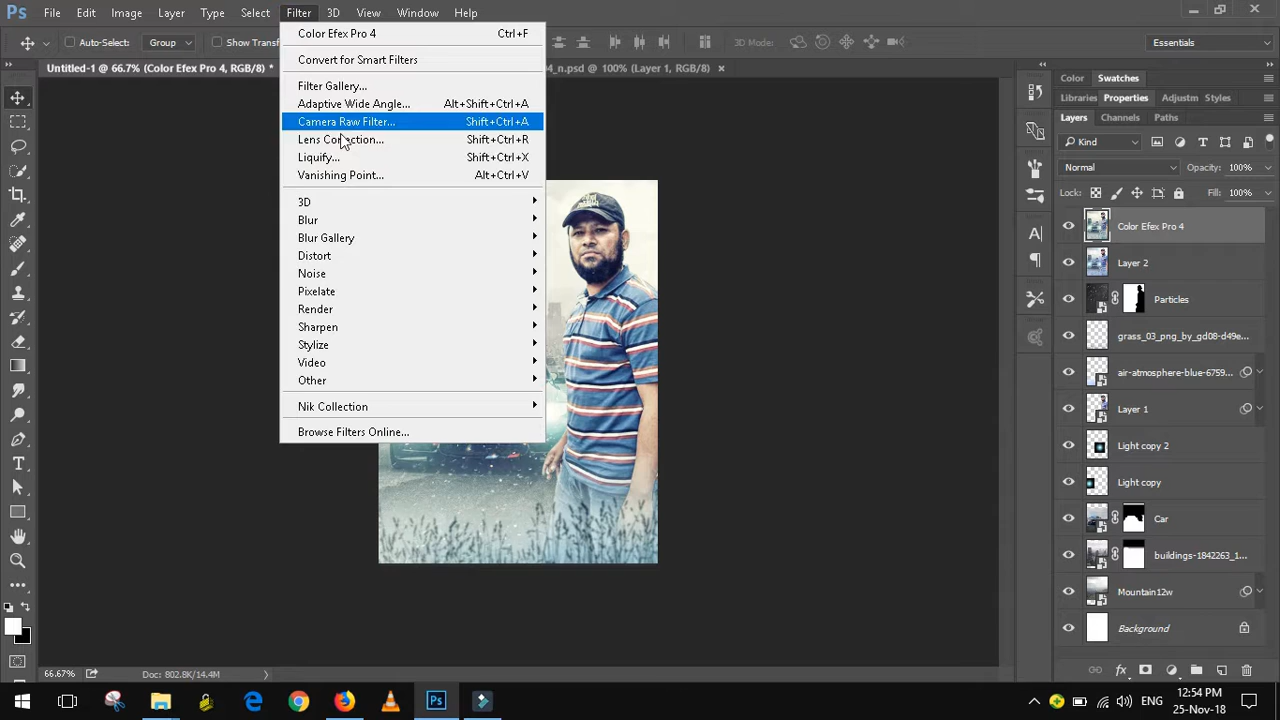 Ps File Edit Image Layer Type Select Filter 3D View Window Help
Auto-Select: Group Show Transf 3D Mode: Essentials
Untitled-1 @ 66.7% (Color Efex Pro 4, RGB/8) * 04_n.psd @ 100% (Layer 1, RGB/8)
Color Efex Pro 4 Ctrl+F
Convert for Smart Filters
Filter Gallery...
Adaptive Wide Angle... Alt+Shift+Ctrl+A
Camera Raw Filter... Shift+Ctrl+A
Lens Correction... Shift+Ctrl+R
Liquify... Shift+Ctrl+X
Vanishing Point... Alt+Ctrl+V
3D
Blur
Blur Gallery
Distort
Noise
Pixelate
Render
Sharpen
Stylize
Video
Other
Nik Collection
Browse Filters Online...
Color Swatches
Libraries Properties Adjustm Styles
Layers Channels Paths
Kind
Normal Opacity: 100%
Lock: Fill: 100%
Color Efex Pro 4
Layer 2
Particles
grass_03_png_by_gd08-d49e...
air-atmosphere-blue-6759...
Layer 1
Light copy 2
Light copy
Car
buildings-1842263_1...
Mountain12w
Background
66.67% Doc: 802.8K/14.4M
Ps ENG 12:54 PM
25-Nov-18